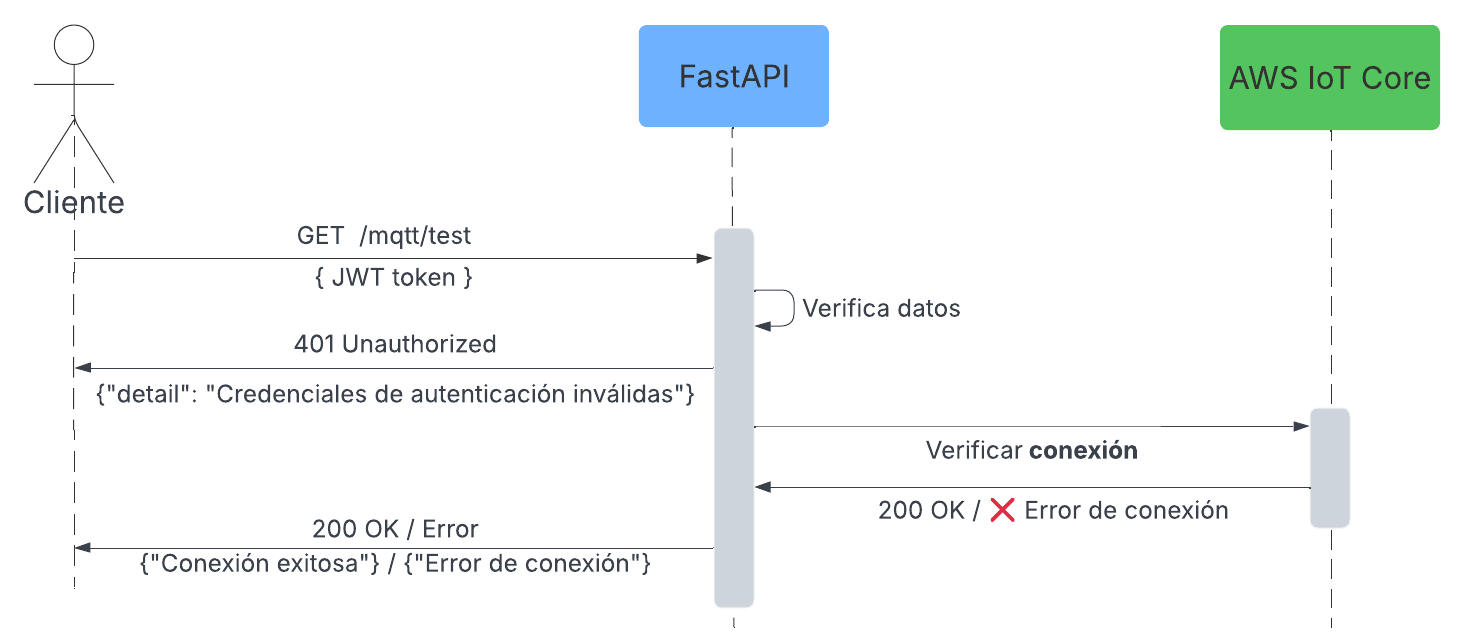 FastAPI
AWS IoT Core
Cliente
GET /mqtt/test
{ JWT token }
Verifica datos
401 Unauthorized
{"detail": "Credenciales de autenticación inválidas"}
Verificar conexión
200 OK / ❌ Error de conexión
200 OK / Error
{"Conexión exitosa"} / {"Error de conexión"}